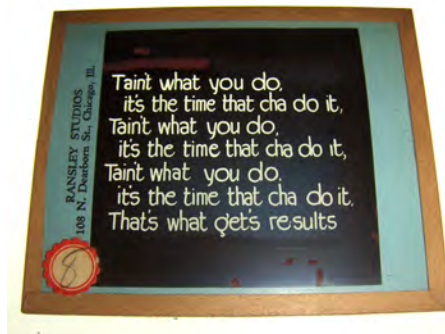 RANSLEY STUDIOS
108 N. Dearborn St., Chicago, Ill.
8
Taint what you do,
it's the time that cha do it,
Taint what you do,
it's the time that cha do it,
Taint what you do.
it's the time that cha do it.
That's what get's results